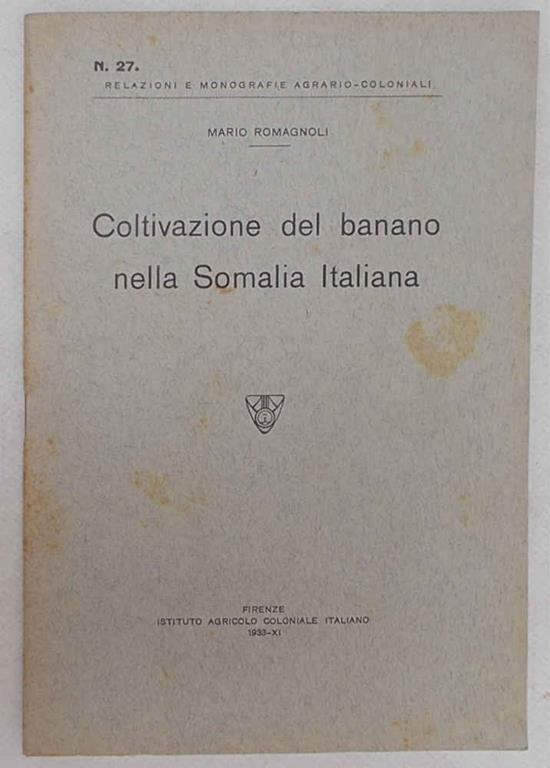 N. 27.
RELAZIONI E MONOGRAFIE AGRARIO-COLONIALI
MARIO ROMAGNOLI
Coltivazione del banano
nella Somalia Italiana
FIRENZE
ISTITUTO AGRICOLO COLONIALE ITALIANO
1933-XI